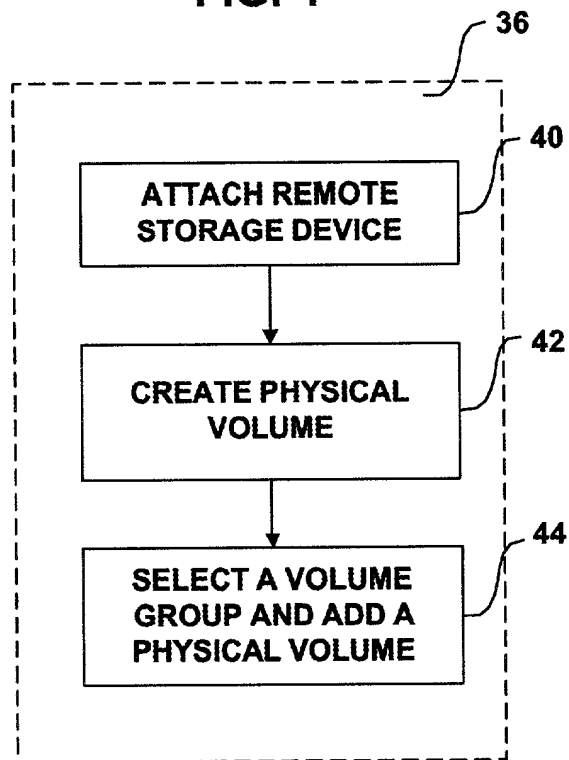 36
40
ATTACH REMOTE
STORAGE DEVICE
42
CREATE PHYSICAL
VOLUME
44
SELECT A VOLUME
GROUP AND ADD A
PHYSICAL VOLUME